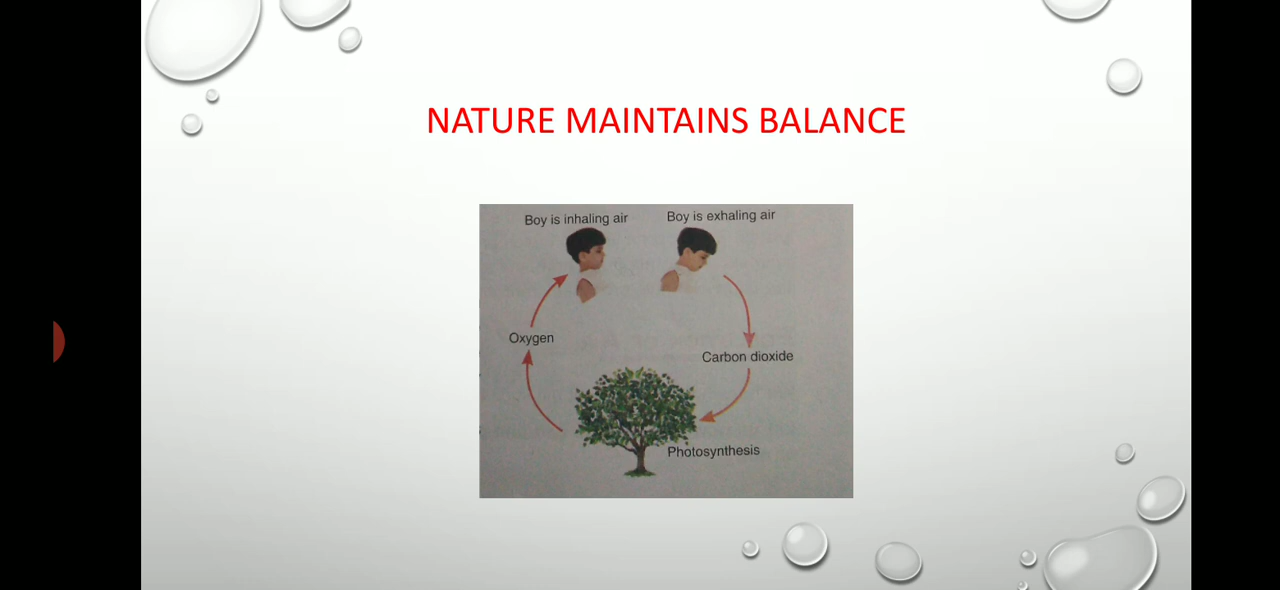 NATURE MAINTAINS BALANCE
Boy is inhaling air
Boy is exhaling air
Oxygen
Carbon dioxide
Photosynthesis